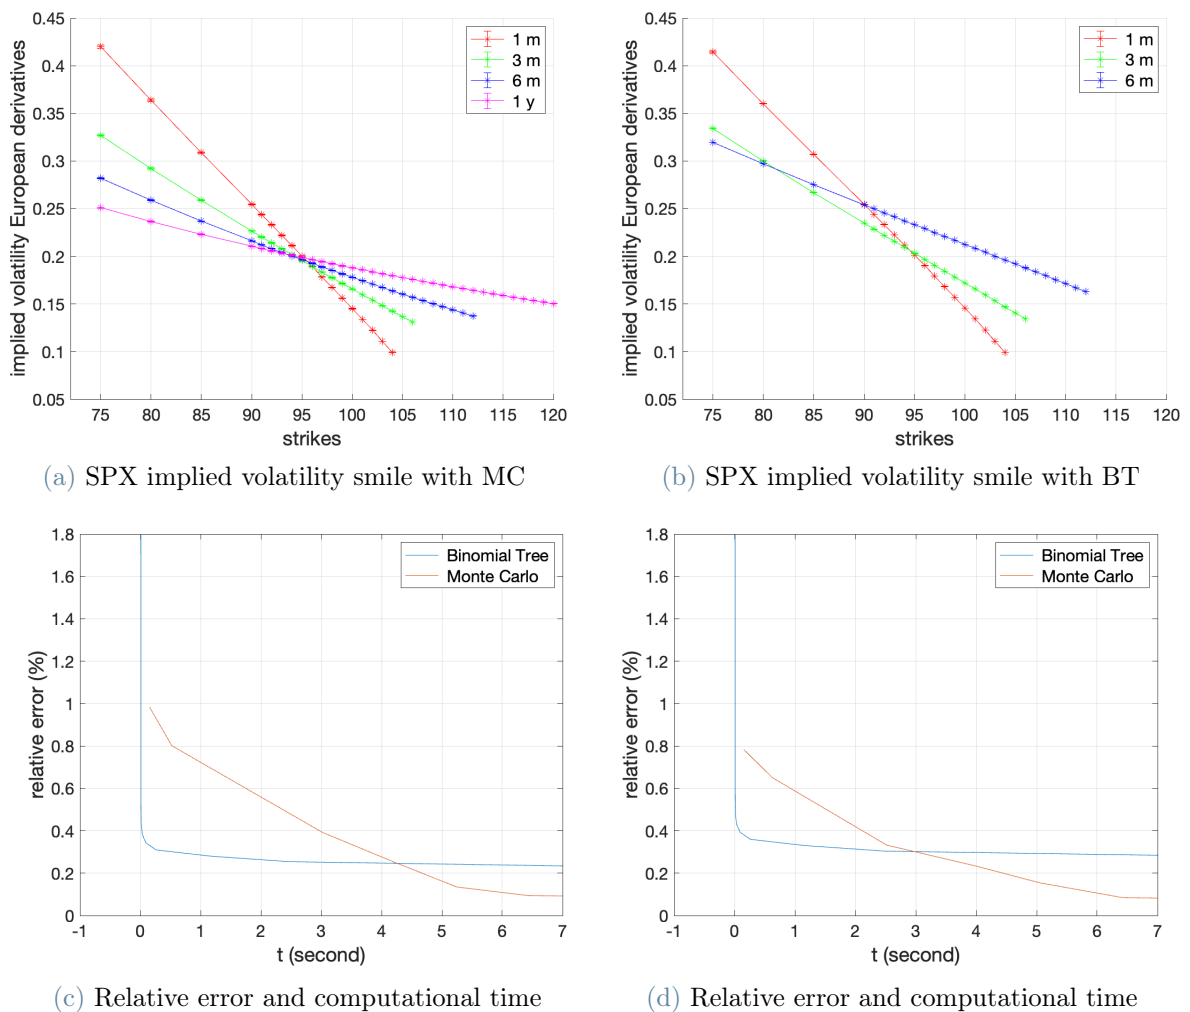 implied volatility European derivatives
0.45
0.4
0.35
0.3
0.25
0.2
0.15
0.1
0.05
75 80 85 90 95 100 105 110 115 120
strikes
1 m
3 m
6 m
1 y
(a) SPX implied volatility smile with MC
implied volatility European derivatives
0.45
0.4
0.35
0.3
0.25
0.2
0.15
0.1
0.05
75 80 85 90 95 100 105 110 115 120
strikes
1 m
3 m
6 m
(b) SPX implied volatility smile with BT
relative error (%)
1.8
1.6
1.4
1.2
1
0.8
0.6
0.4
0.2
0
-1 0 1 2 3 4 5 6 7
t (second)
Binomial Tree
Monte Carlo
(c) Relative error and computational time
relative error (%)
1.8
1.6
1.4
1.2
1
0.8
0.6
0.4
0.2
0
-1 0 1 2 3 4 5 6 7
t (second)
Binomial Tree
Monte Carlo
(d) Relative error and computational time